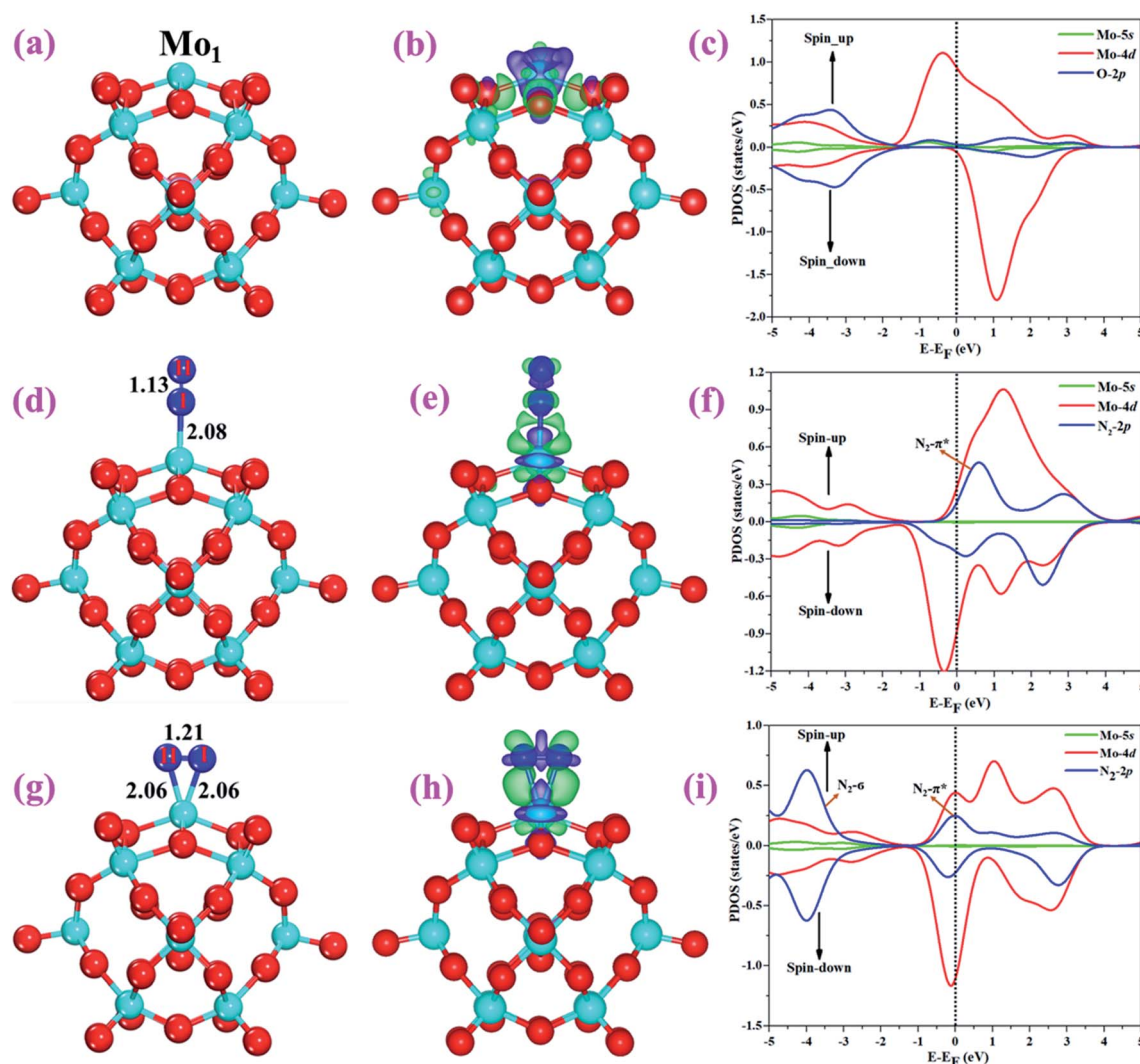 (a)
Mo₁
(b)
(c)
Spin_up
Mo-5s
Mo-4d
O-2p
PDOS (states/eV)
1.5
1.0
0.5
0.0
-0.5
-1.0
-1.5
-2.0
Spin_down
-5 -4 -3 -2 -1 0 1 2 3 4 5
E-E_F (eV)
(d)
1.13
2.08
(e)
(f)
Spin-up
N₂-π*
Mo-5s
Mo-4d
N₂-2p
PDOS (states/eV)
1.2
0.9
0.6
0.3
0.0
-0.3
-0.6
-0.9
-1.2
Spin-down
-5 -4 -3 -2 -1 0 1 2 3 4 5
E-E_F (eV)
(g)
1.21
2.06 2.06
(h)
(i)
Spin-up
N₂-σ
N₂-π*
Mo-5s
Mo-4d
N₂-2p
PDOS (states/eV)
1.0
0.5
0.0
-0.5
-1.0
-1.5
Spin-down
-5 -4 -3 -2 -1 0 1 2 3 4 5
E-E_F (eV)